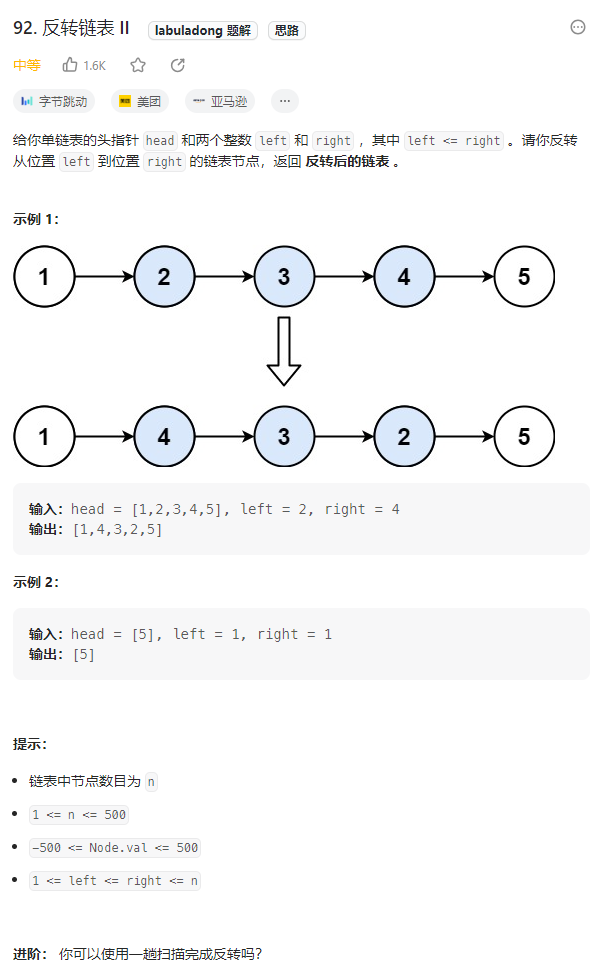 92. 反转链表 II labuladong 题解 思路
中等 1.6K
字节跳动 美团 亚马逊 ...
给你单链表的头指针 head 和两个整数 left 和 right ，其中 left <= right 。请你反转
从位置 left 到位置 right 的链表节点，返回 反转后的链表 。
示例 1：
1 2 3 4 5
1 4 3 2 5
输入：head = [1,2,3,4,5], left = 2, right = 4
输出：[1,4,3,2,5]
示例 2：
输入：head = [5], left = 1, right = 1
输出：[5]
提示：
链表中节点数目为 n
1 <= n <= 500
-500 <= Node.val <= 500
1 <= left <= right <= n
进阶： 你可以使用一趟扫描完成反转吗？